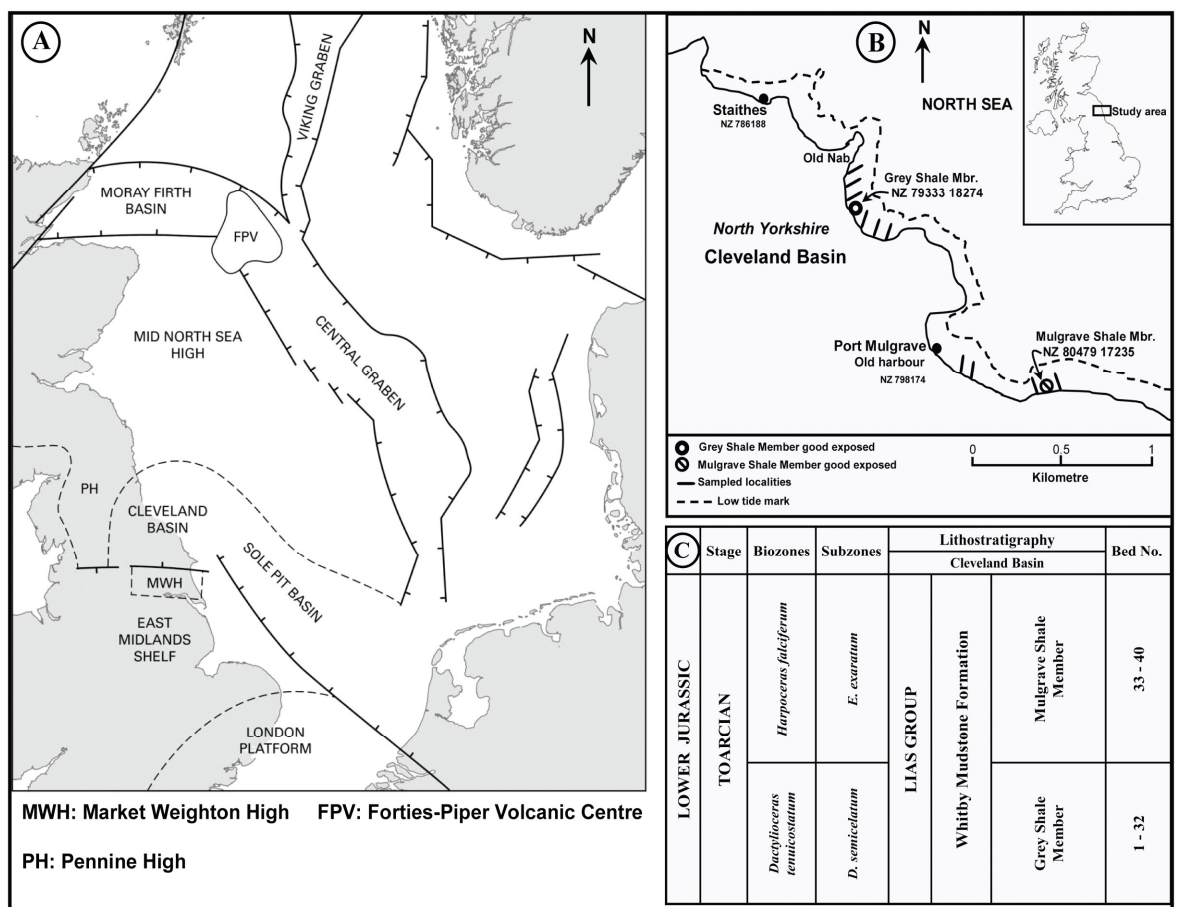 A
N
VIKING GRABEN
MORAY FIRTH
BASIN
FPV
MID NORTH SEA
HIGH
CENTRAL GRABEN
PH
CLEVELAND
BASIN
SOLE PIT BASIN
MWH
EAST
MIDLANDS
SHELF
LONDON
PLATFORM
MWH: Market Weighton High FPV: Forties-Piper Volcanic Centre
PH: Pennine High
B
N
Staithes
NZ 786188
NORTH SEA
Study area
Old Nab
Grey Shale Mbr.
NZ 79333 18274
North Yorkshire
Cleveland Basin
Port Mulgrave
Old harbour
NZ 798174
Mulgrave Shale Mbr.
NZ 80479 17235
Grey Shale Member good exposed
Mulgrave Shale Member good exposed
Sampled localities
Low tide mark
0 0.5 1
Kilometre
C
Stage
Biozones
Subzones
Lithostratigraphy
Cleveland Basin
Bed No.
LOWER JURASSIC
TOARCIAN
Harpoceras falciferum
E. exaratum
LIAS GROUP
Whitby Mudstone Formation
Mulgrave Shale
Member
33 - 40
Dactylioceras
tenuicostatum
D. semicelatum
Grey Shale
Member
1 - 32